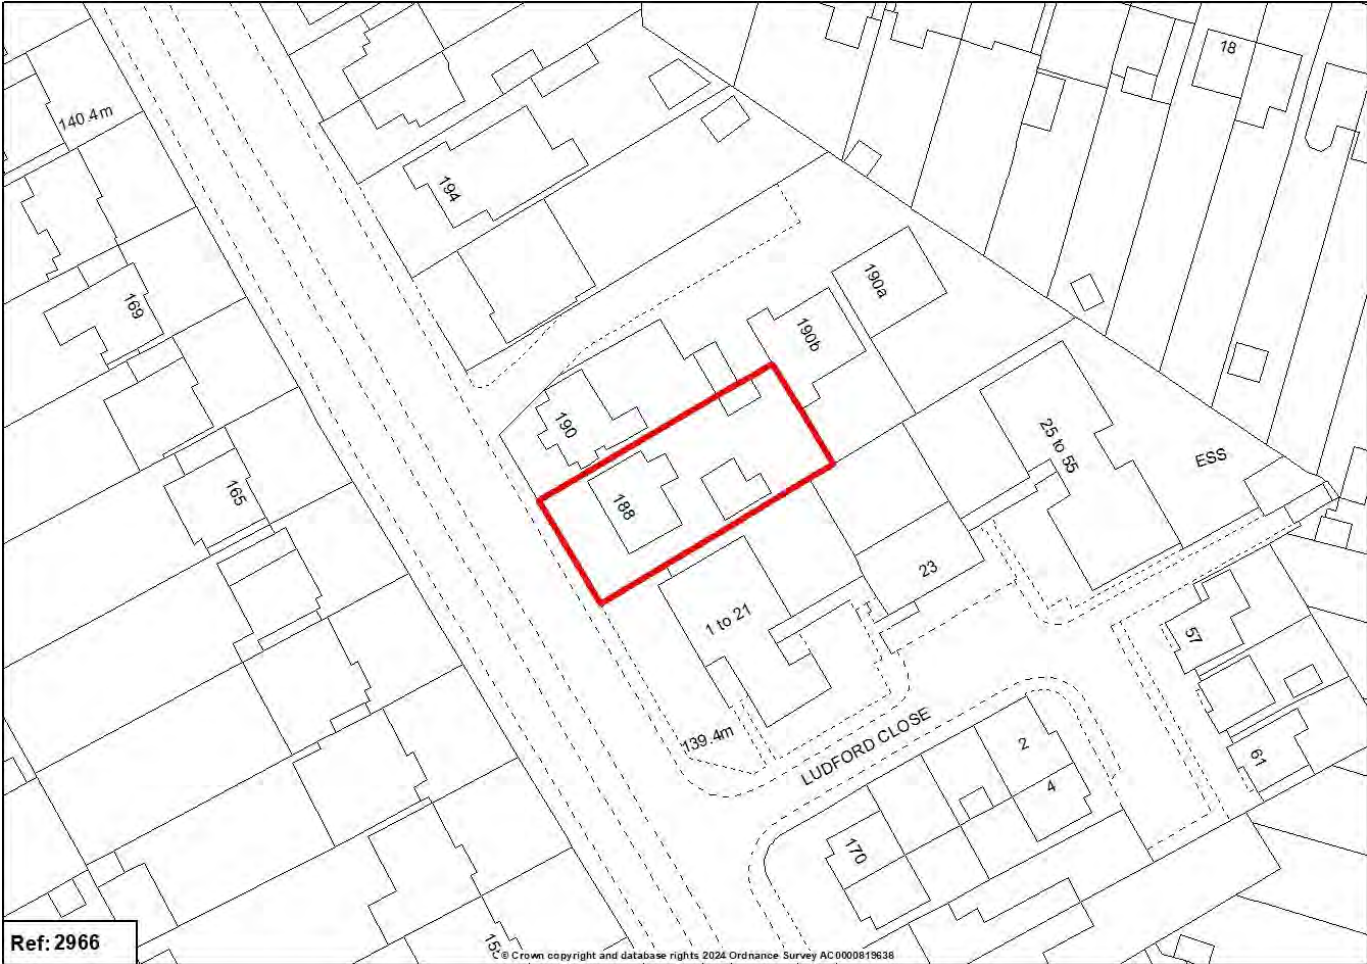 18
140.4m
194
190a
169
190b
190
25 to 55
ESS
165
188
23
1 to 21
57
139.4m
LUDFORD CLOSE
2
61
4
170
Ref: 2966
© Crown copyright and database rights 2024 Ordnance Survey AC0000819636